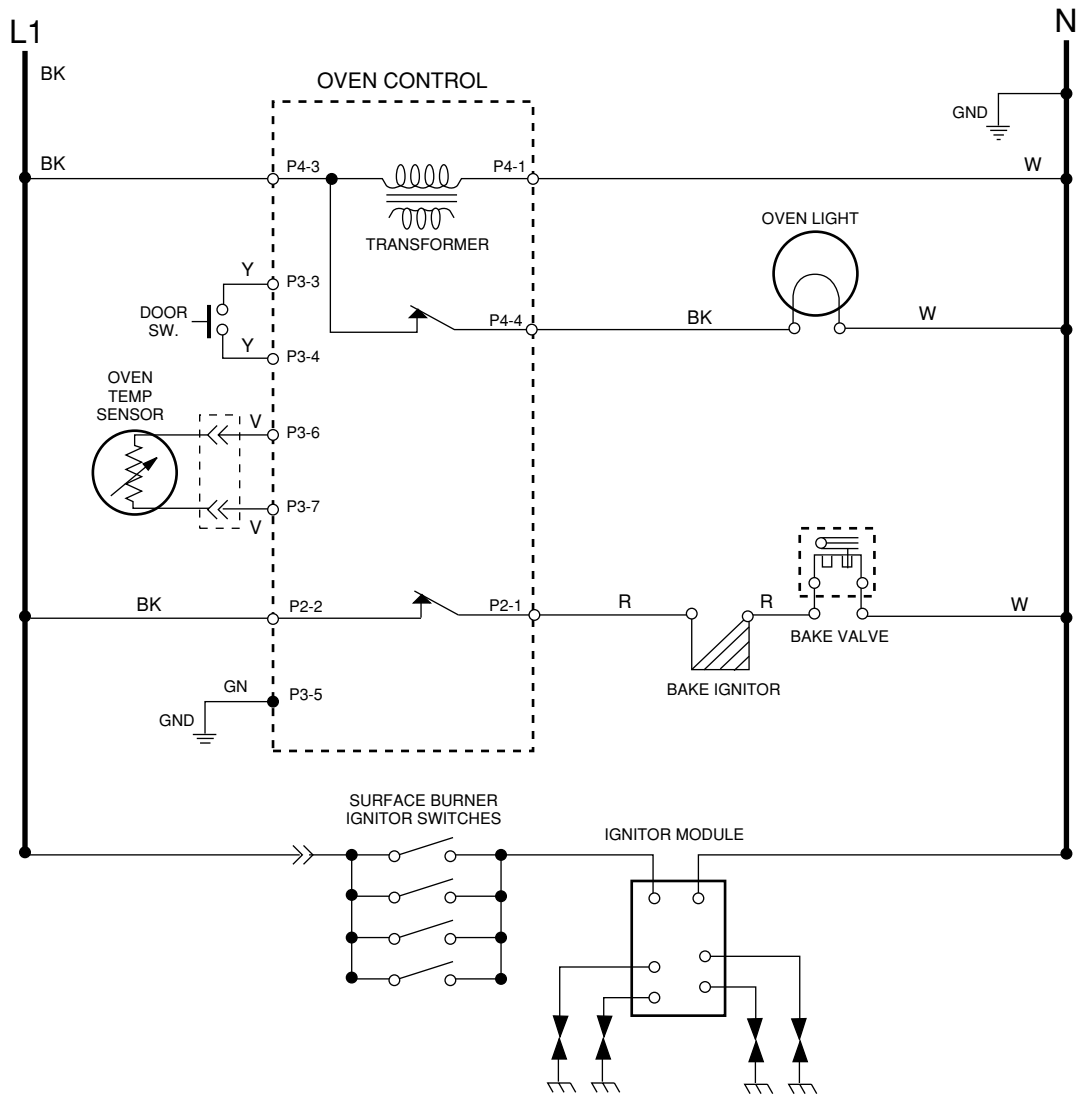 L1
N
BK
OVEN CONTROL
GND
BK
P4-3
P4-1
W
TRANSFORMER
OVEN LIGHT
Y
P3-3
DOOR
SW.
P4-4
BK
W
Y
P3-4
OVEN
TEMP
SENSOR
V
P3-6
P3-7
V
BK
P2-2
P2-1
R
R
W
BAKE VALVE
BAKE IGNITOR
GN
P3-5
GND
SURFACE BURNER
IGNITOR SWITCHES
IGNITOR MODULE